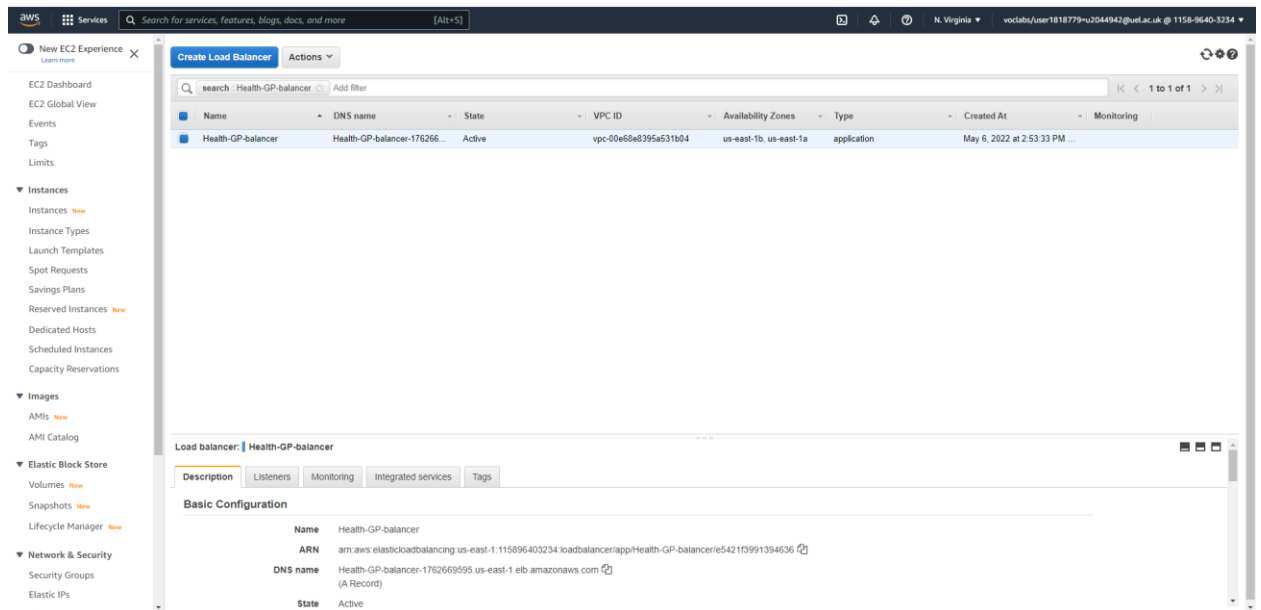 aws Services Search for services, features, blogs, docs, and more [Alt+S] N. Virginia voclabs/user1818779=u2044942@uel.ac.uk @ 1158-9640-3234
New EC2 Experience
Learn more
EC2 Dashboard
EC2 Global View
Events
Tags
Limits
Instances
Instances New
Instance Types
Launch Templates
Spot Requests
Savings Plans
Reserved Instances New
Dedicated Hosts
Scheduled Instances
Capacity Reservations
Images
AMIs New
AMI Catalog
Elastic Block Store
Volumes New
Snapshots New
Lifecycle Manager New
Network & Security
Security Groups
Elastic IPs
Create Load Balancer Actions
search : Health-GP-balancer Add filter 1 to 1 of 1
Name DNS name State VPC ID Availability Zones Type Created At Monitoring
Health-GP-balancer Health-GP-balancer-176266... Active vpc-00e68e8395a531b04 us-east-1b, us-east-1a application May 6, 2022 at 2:53:33 PM ...
Load balancer: Health-GP-balancer
Description Listeners Monitoring Integrated services Tags
Basic Configuration
Name Health-GP-balancer
ARN arn:aws:elasticloadbalancing:us-east-1:115896403234:loadbalancer/app/Health-GP-balancer/e5421f3991394636
DNS name Health-GP-balancer-1762669595.us-east-1.elb.amazonaws.com
(A Record)
State Active